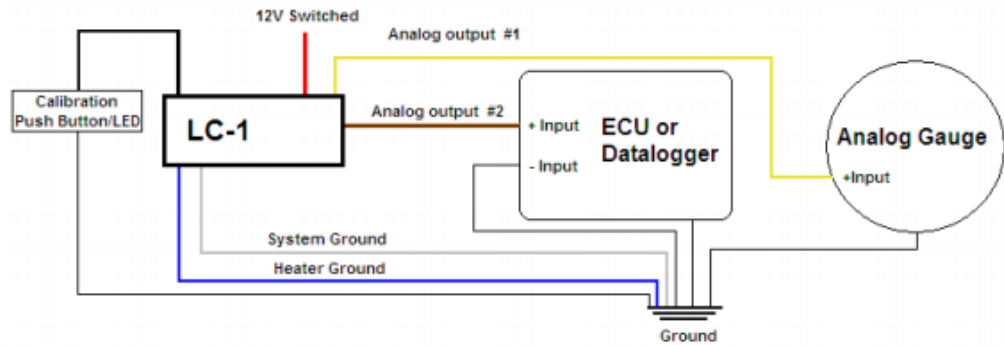 12V Switched
Analog output  #1
Calibration
Push Button/LED
LC-1
Analog output  #2
+ Input
- Input
ECU or
Datalogger
Analog Gauge
+Input
System Ground
Heater Ground
Ground